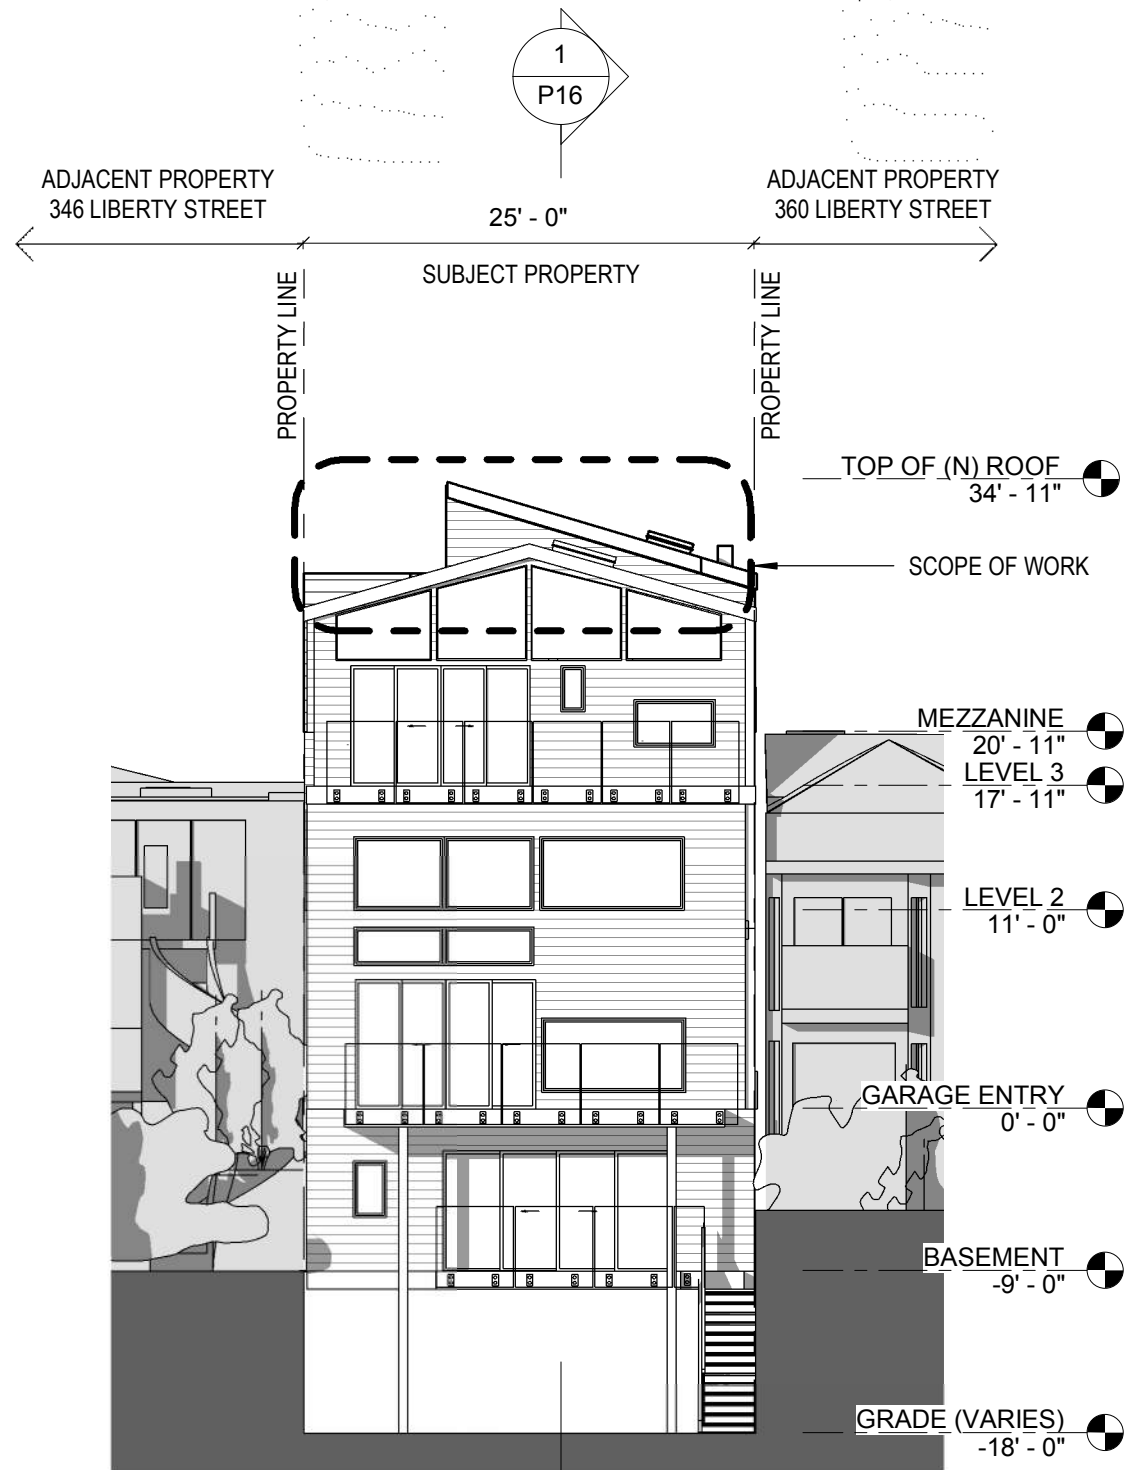 1
P16
ADJACENT PROPERTY
346 LIBERTY STREET
ADJACENT PROPERTY
360 LIBERTY STREET
25' - 0"
SUBJECT PROPERTY
PROPERTY LINE
PROPERTY LINE
TOP OF (N) ROOF
34' - 11"
SCOPE OF WORK
MEZZANINE
20' - 11"
LEVEL 3
17' - 11"
LEVEL 2
11' - 0"
GARAGE ENTRY
0' - 0"
BASEMENT
-9' - 0"
GRADE (VARIES)
-18' - 0"